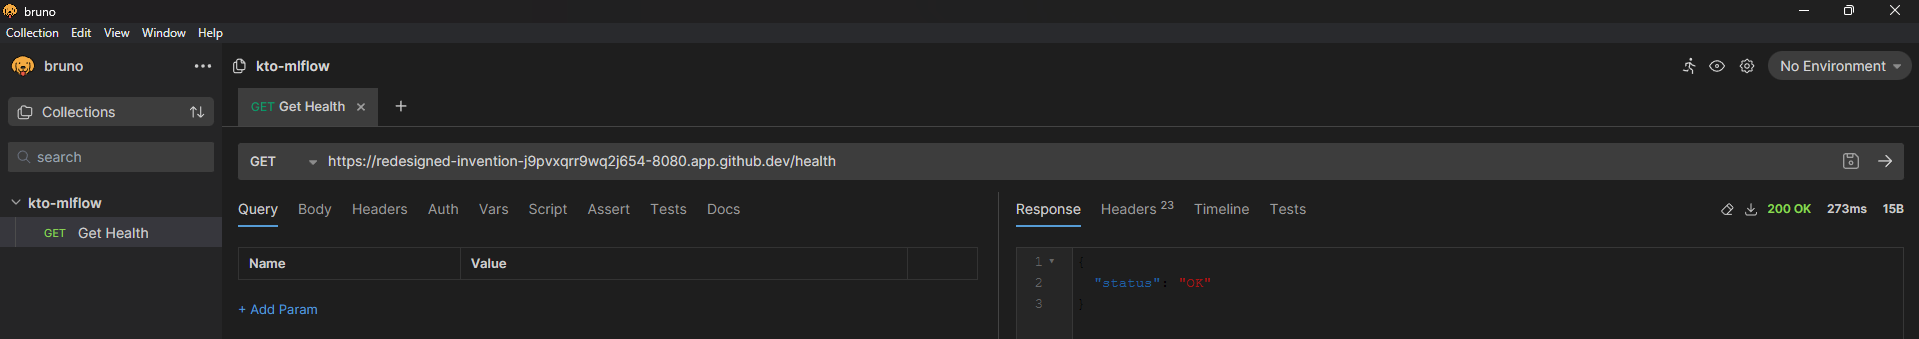 bruno
Collection Edit View Window Help
bruno
kto-mlflow
No Environment
Collections
GET Get Health
search
GET https://redesigned-invention-j9pvxqrr9wq2j654-8080.app.github.dev/health
kto-mlflow
Query Body Headers Auth Vars Script Assert Tests Docs
Response Headers 23 Timeline Tests
200 OK 273ms 15B
GET Get Health
Name Value
+ Add Param
1 {
2 "status": "OK"
3 }